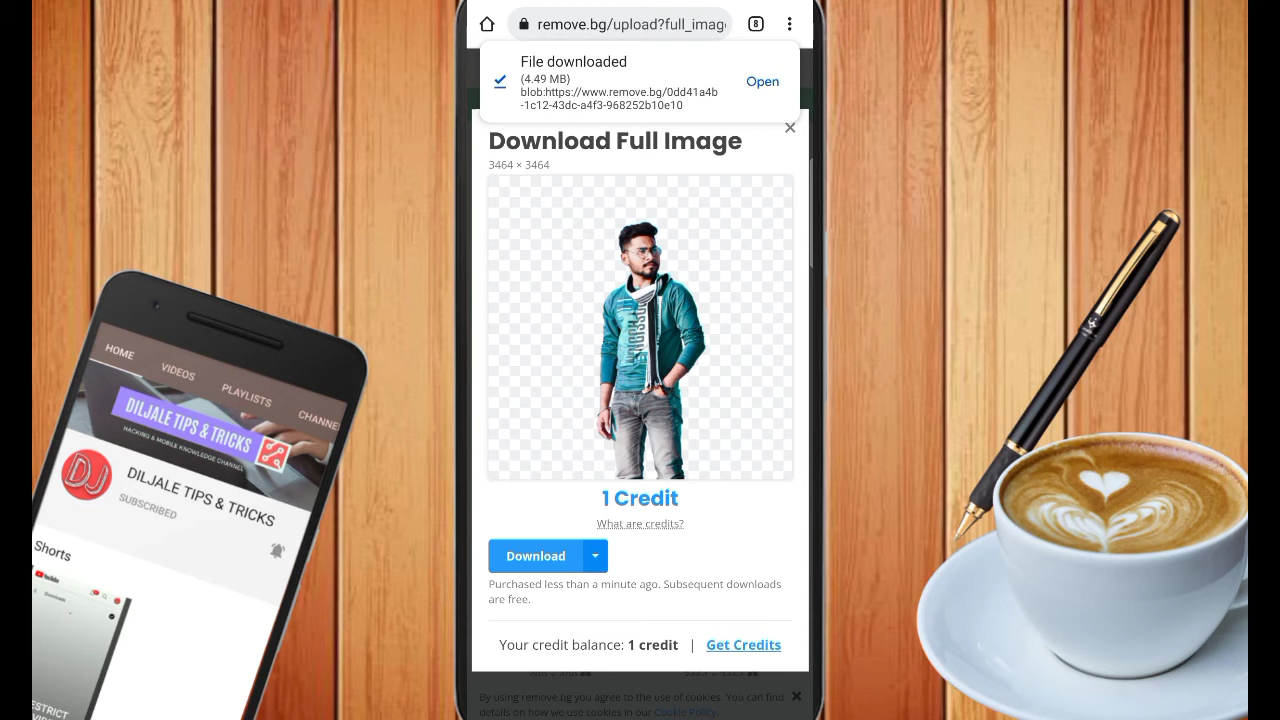 remove.bg/upload?full_imag
8
File downloaded
(4.49 MB)
blob:https://www.remove.bg/0dd41a4b
-1c12-43dc-a4f3-968252b10e10
Open
Download Full Image
3464 × 3464
1 Credit
What are credits?
Download
Purchased less than a minute ago. Subsequent downloads
are free.
Your credit balance: 1 credit | Get Credits
By using remove.bg you agree to the use of cookies. You can find
details on how we use cookies in our Cookie Policy.
HOME VIDEOS PLAYLISTS CHANNE
DILJALE TIPS & TRICKS
HACKING & MOBILE KNOWLEDGE CHANNEL
DJ
DILJALE TIPS & TRICKS
SUBSCRIBED
Shorts